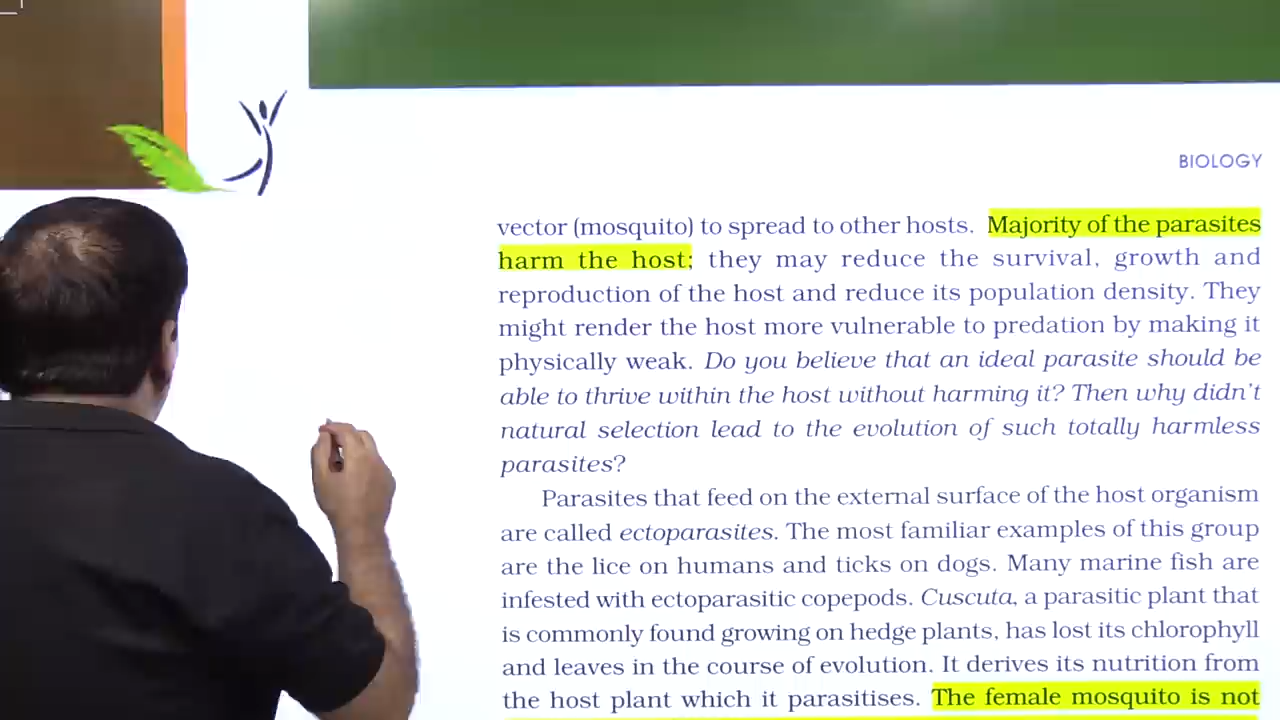 BIOLOGY
vector (mosquito) to spread to other hosts. Majority of the parasites
harm the host; they may reduce the survival, growth and
reproduction of the host and reduce its population density. They
might render the host more vulnerable to predation by making it
physically weak. Do you believe that an ideal parasite should be
able to thrive within the host without harming it? Then why didn't
natural selection lead to the evolution of such totally harmless
parasites?
Parasites that feed on the external surface of the host organism
are called ectoparasites. The most familiar examples of this group
are the lice on humans and ticks on dogs. Many marine fish are
infested with ectoparasitic copepods. Cuscuta, a parasitic plant that
is commonly found growing on hedge plants, has lost its chlorophyll
and leaves in the course of evolution. It derives its nutrition from
the host plant which it parasitises. The female mosquito is not